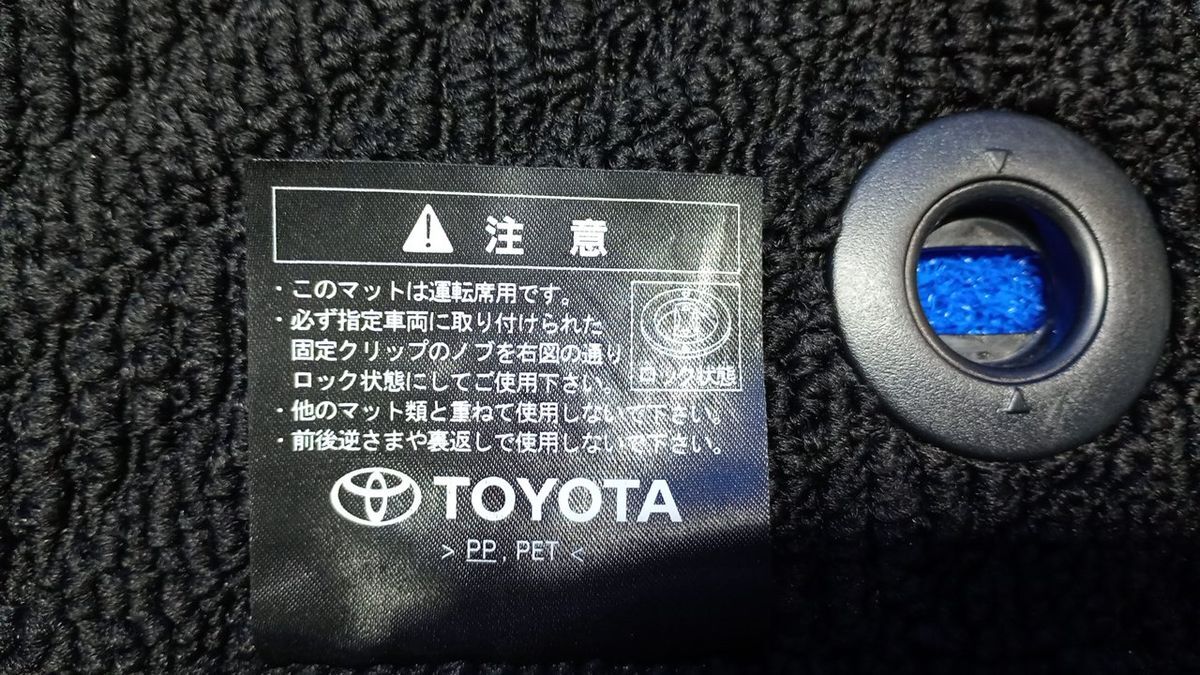 注意
・このマットは運転席用です。
・必ず指定車両に取り付けられた
固定クリップのノブを右図の通り
ロック状態にしてご使用下さい。
ロック状態
・他のマット類と重ねて使用しないで下さい。
・前後逆さまや裏返しで使用しないで下さい。
TOYOTA
> PP , PET <